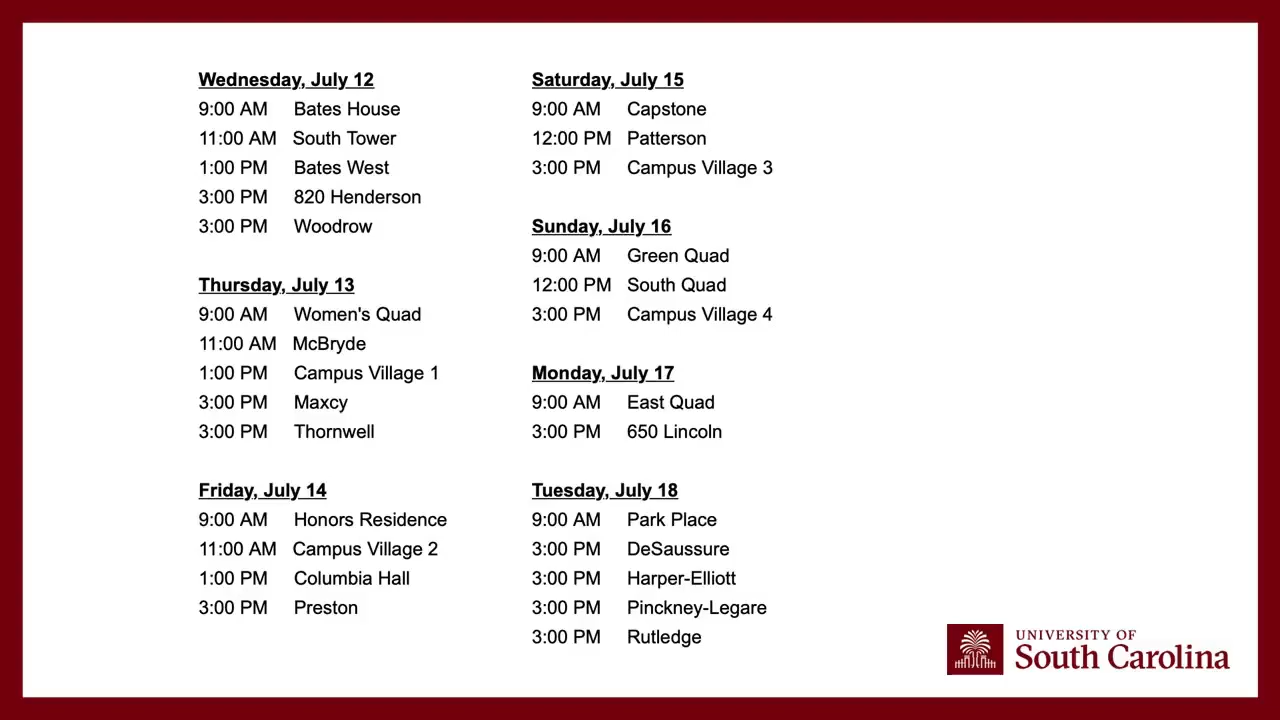 Wednesday, July 12
9:00 AM Bates House
11:00 AM South Tower
1:00 PM Bates West
3:00 PM 820 Henderson
3:00 PM Woodrow
Thursday, July 13
9:00 AM Women's Quad
11:00 AM McBryde
1:00 PM Campus Village 1
3:00 PM Maxcy
3:00 PM Thornwell
Friday, July 14
9:00 AM Honors Residence
11:00 AM Campus Village 2
1:00 PM Columbia Hall
3:00 PM Preston
Saturday, July 15
9:00 AM Capstone
12:00 PM Patterson
3:00 PM Campus Village 3
Sunday, July 16
9:00 AM Green Quad
12:00 PM South Quad
3:00 PM Campus Village 4
Monday, July 17
9:00 AM East Quad
3:00 PM 650 Lincoln
Tuesday, July 18
9:00 AM Park Place
3:00 PM DeSaussure
3:00 PM Harper-Elliott
3:00 PM Pinckney-Legare
3:00 PM Rutledge
UNIVERSITY OF
South Carolina